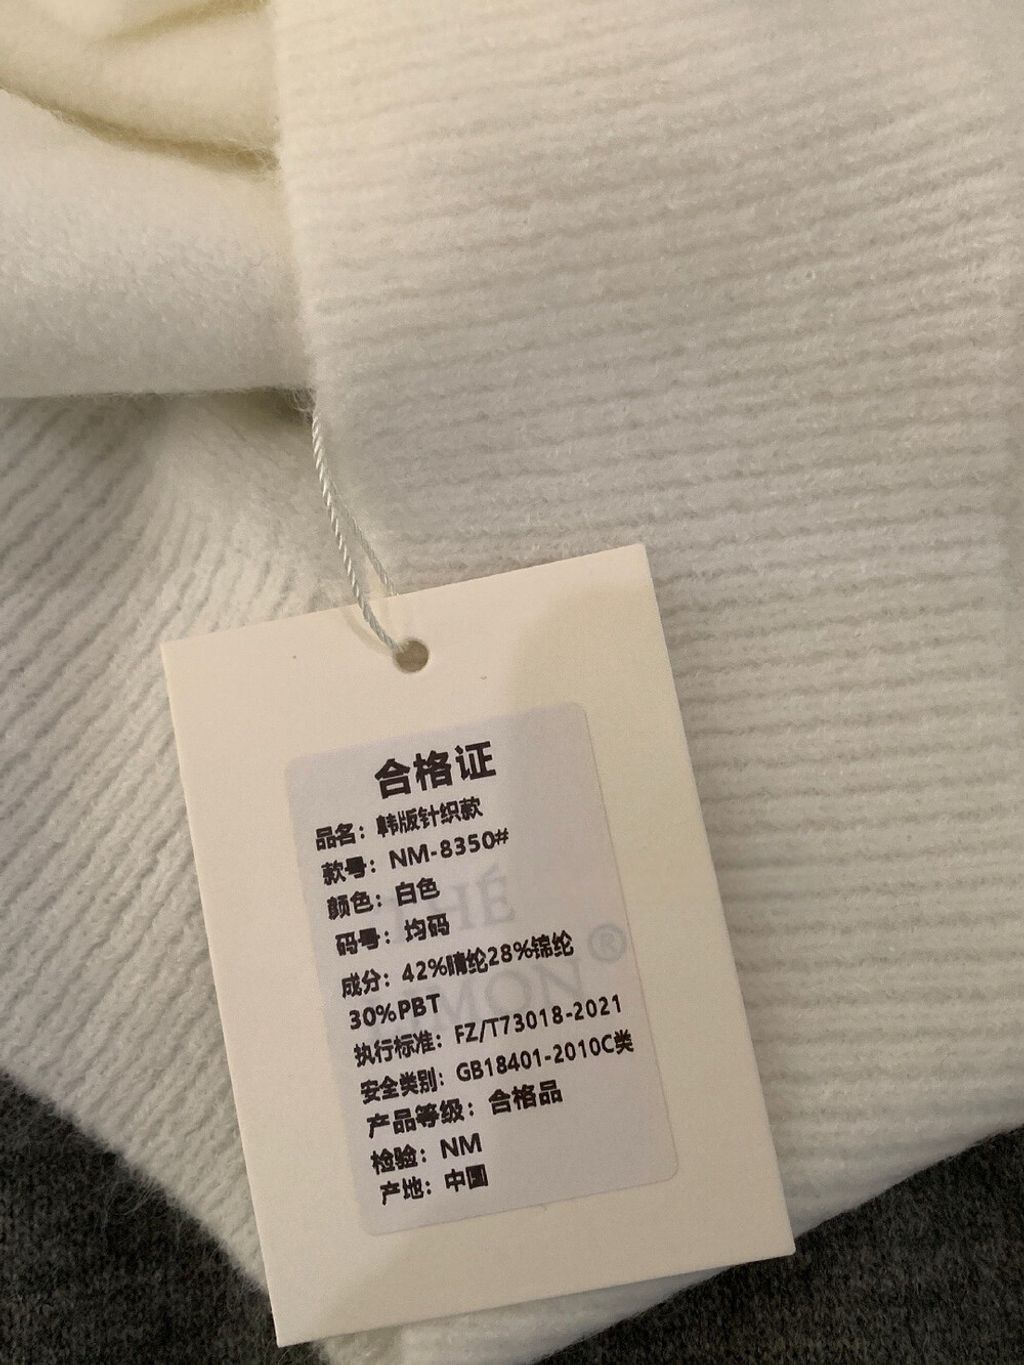 合格证
品名：韩版针织款
款号：NM-8350#
颜色：白色
码号：均码
成分：42%晴纶28%锦纶
30%PBT
执行标准：FZ/T73018-2021
安全类别：GB18401-2010C类
产品等级：合格品
检验：NM
产地：中国
THÉ
MON®